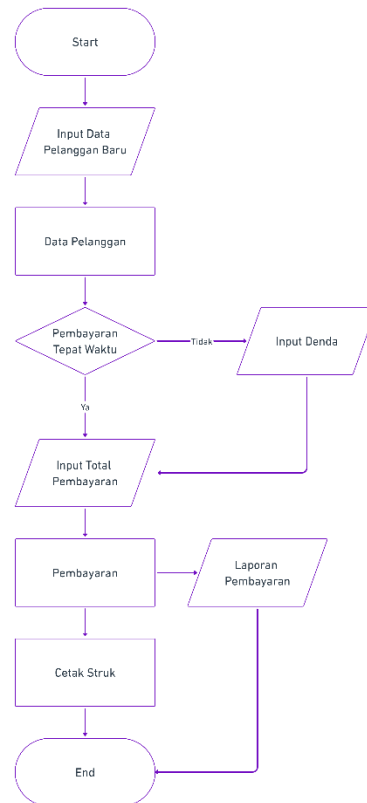 Start
Input Data
Pelanggan Baru
Data Pelanggan
Pembayaran
Tepat Waktu
Tidak
Input Denda
Ya
Input Total
Pembayaran
Pembayaran
Laporan
Pembayaran
Cetak Struk
End